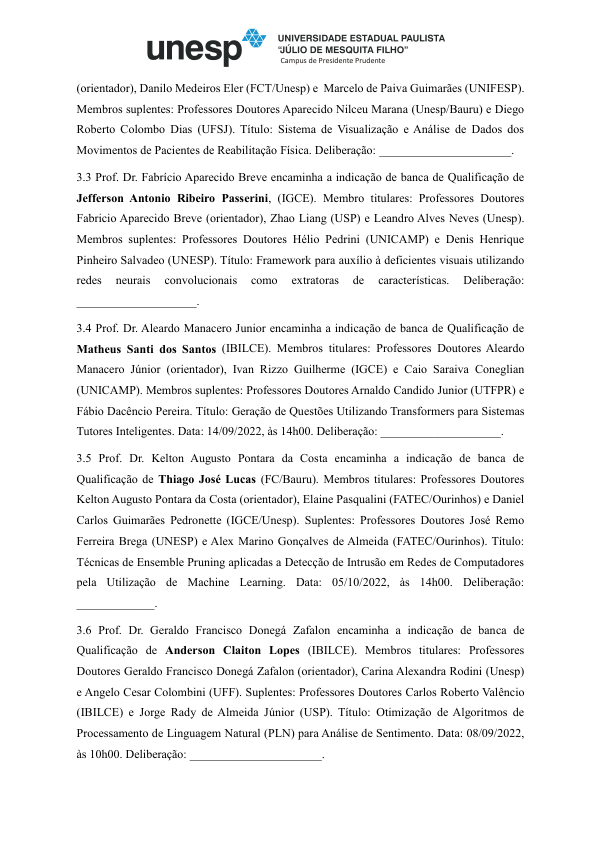 unesp
UNIVERSIDADE ESTADUAL PAULISTA
“JÚLIO DE MESQUITA FILHO”
Campus de Presidente Prudente
(orientador), Danilo Medeiros Eler (FCT/Unesp) e Marcelo de Paiva Guimarães (UNIFESP).
Membros suplentes: Professores Doutores Aparecido Nilceu Marana (Unesp/Bauru) e Diego
Roberto Colombo Dias (UFSJ). Título: Sistema de Visualização e Análise de Dados dos
Movimentos de Pacientes de Reabilitação Física. Deliberação: ______________________.
3.3 Prof. Dr. Fabrício Aparecido Breve encaminha a indicação de banca de Qualificação de
Jefferson Antonio Ribeiro Passerini, (IGCE). Membro titulares: Professores Doutores
Fabricio Aparecido Breve (orientador), Zhao Liang (USP) e Leandro Alves Neves (Unesp).
Membros suplentes: Professores Doutores Hélio Pedrini (UNICAMP) e Denis Henrique
Pinheiro Salvadeo (UNESP). Título: Framework para auxílio à deficientes visuais utilizando
redes neurais convolucionais como extratoras de características. Deliberação:
____________________.
3.4 Prof. Dr. Aleardo Manacero Junior encaminha a indicação de banca de Qualificação de
Matheus Santi dos Santos (IBILCE). Membros titulares: Professores Doutores Aleardo
Manacero Júnior (orientador), Ivan Rizzo Guilherme (IGCE) e Caio Saraiva Coneglian
(UNICAMP). Membros suplentes: Professores Doutores Arnaldo Candido Junior (UTFPR) e
Fábio Dacêncio Pereira. Título: Geração de Questões Utilizando Transformers para Sistemas
Tutores Inteligentes. Data: 14/09/2022, às 14h00. Deliberação: ____________________.
3.5 Prof. Dr. Kelton Augusto Pontara da Costa encaminha a indicação de banca de
Qualificação de Thiago José Lucas (FC/Bauru). Membros titulares: Professores Doutores
Kelton Augusto Pontara da Costa (orientador), Elaine Pasqualini (FATEC/Ourinhos) e Daniel
Carlos Guimarães Pedronette (IGCE/Unesp). Suplentes: Professores Doutores José Remo
Ferreira Brega (UNESP) e Alex Marino Gonçalves de Almeida (FATEC/Ourinhos). Título:
Técnicas de Ensemble Pruning aplicadas a Detecção de Intrusão em Redes de Computadores
pela Utilização de Machine Learning. Data: 05/10/2022, às 14h00. Deliberação:
_____________.
3.6 Prof. Dr. Geraldo Francisco Donegá Zafalon encaminha a indicação de banca de
Qualificação de Anderson Claiton Lopes (IBILCE). Membros titulares: Professores
Doutores Geraldo Francisco Donegá Zafalon (orientador), Carina Alexandra Rodini (Unesp)
e Angelo Cesar Colombini (UFF). Suplentes: Professores Doutores Carlos Roberto Valêncio
(IBILCE) e Jorge Rady de Almeida Júnior (USP). Título: Otimização de Algoritmos de
Processamento de Linguagem Natural (PLN) para Análise de Sentimento. Data: 08/09/2022,
às 10h00. Deliberação: ______________________.